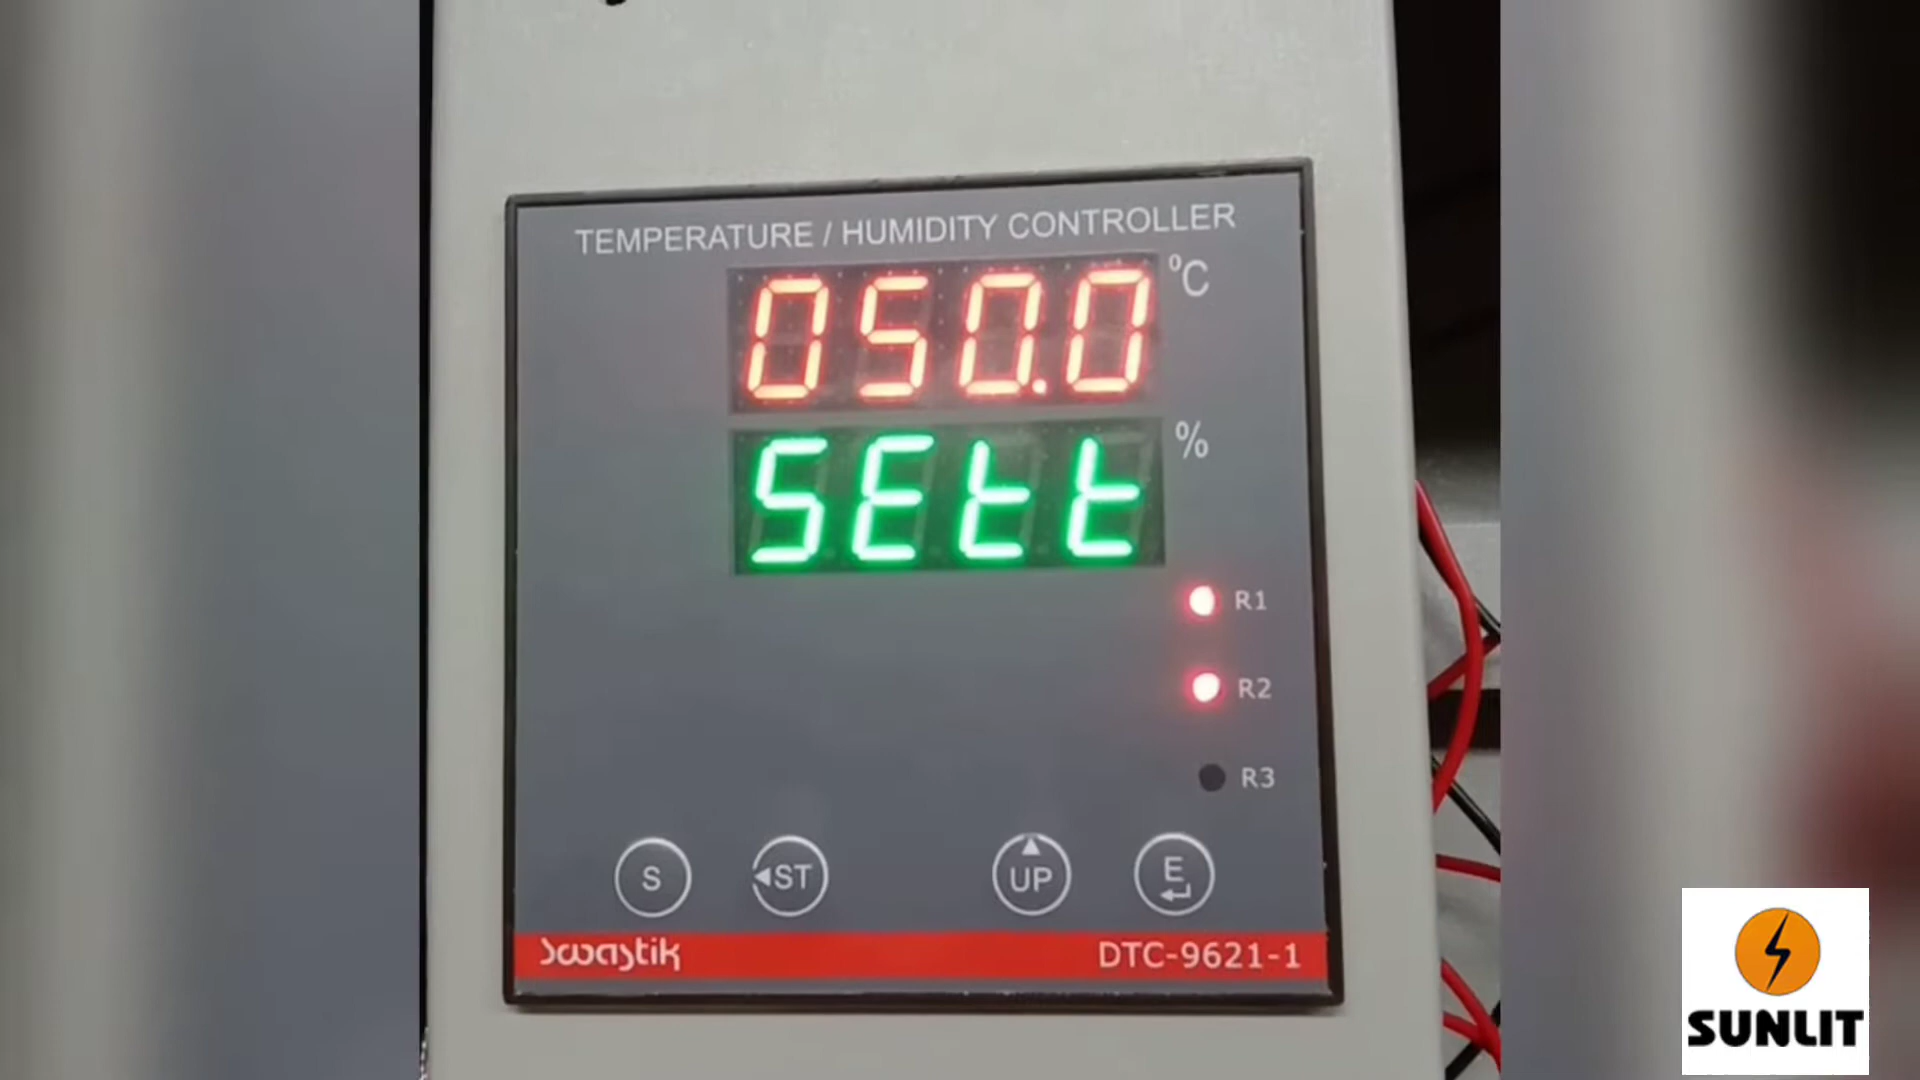 TEMPERATURE / HUMIDITY CONTROLLER
050.0 °C
SEtt %
R1
R2
R3
S ◄ST ▲UP E
Swastik DTC-9621-1
SUNLIT